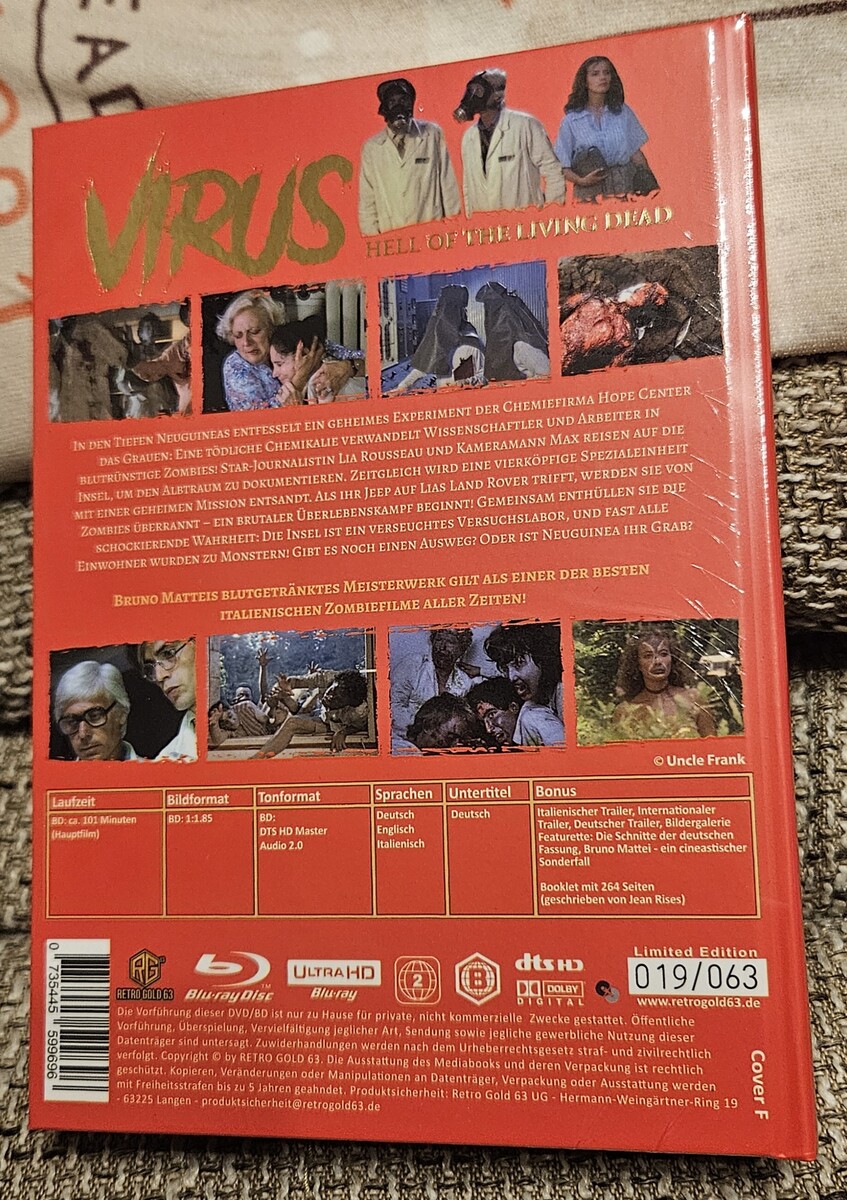 VIRUS
HELL OF THE LIVING DEAD
IN DEN TIEFEN NEUGUINEAS ENTFESSELT EIN GEHEIMES EXPERIMENT DER CHEMIEFIRMA HOPE CENTER
DAS GRAUEN: EINE TÖDLICHE CHEMIKALIE VERWANDELT WISSENSCHAFTLER UND ARBEITER IN
BLUTRÜNSTIGE ZOMBIES! STAR-JOURNALISTIN LIA ROUSSEAU UND KAMERAMANN MAX REISEN AUF DIE
INSEL, UM DEN ALBTRAUM ZU DOKUMENTIEREN. ZEITGLEICH WIRD EINE VIERKÖPFIGE SPEZIALEINHEIT
MIT EINER GEHEIMEN MISSION ENTSANDT. ALS IHR JEEP AUF LIAS LAND ROVER TRIFFT, WERDEN SIE VON
ZOMBIES ÜBERRANNT – EIN BRUTALER ÜBERLEBENSKAMPF BEGINNT! GEMEINSAM ENTHÜLLEN SIE DIE
SCHOCKIERENDE WAHRHEIT: DIE INSEL IST EIN VERSEUCHTES VERSUCHSLABOR, UND FAST ALLE
EINWOHNER WURDEN ZU MONSTERN! GIBT ES NOCH EINEN AUSWEG? ODER IST NEUGUINEA IHR GRAB?
BRUNO MATTEIS BLUTGETRÄNKTES MEISTERWERK GILT ALS EINER DER BESTEN
ITALIENISCHEN ZOMBIEFILME ALLER ZEITEN!
© Uncle Frank
Laufzeit Bildformat Tonformat Sprachen Untertitel Bonus
BD: ca. 101 Minuten
(Hauptfilm)
BD: 1:1.85
BD:
DTS HD Master
Audio 2.0
Deutsch
Englisch
Italienisch
Deutsch
Italienischer Trailer, Internationaler
Trailer, Deutscher Trailer, Bildergalerie
Featurette: Die Schnitte der deutschen
Fassung, Bruno Mattei - ein cineastischer
Sonderfall
Booklet mit 264 Seiten
(geschrieben von Jean Rises)
0 735445 599696
RG
RETRO GOLD 63
Blu-ray Disc
ULTRA HD
Blu-ray
2
B
dts HD
DOLBY
DIGITAL
Limited Edition
019/063
www.retrogold63.de
Die Vorführung dieser DVD/BD ist nur zu Hause für private, nicht kommerzielle Zwecke gestattet. Öffentliche
Vorführung, Überspielung, Vervielfältigung jeglicher Art, Sendung sowie jegliche gewerbliche Nutzung dieser
Datenträger sind untersagt. Zuwiderhandlungen werden nach dem Urheberrechtsgesetz straf- und zivilrechtlich
verfolgt. Copyright © by RETRO GOLD 63. Die Ausstattung des Mediabooks und deren Verpackung ist rechtlich
geschützt. Kopieren, Veränderungen oder Manipulationen an Datenträger, Verpackung oder Ausstattung werden
mit Freiheitsstrafen bis zu 5 Jahren geahndet. Produktsicherheit: Retro Gold 63 UG - Hermann-Weingärtner-Ring 19
- 63225 Langen - produktsicherheit@retrogold63.de
Cover F